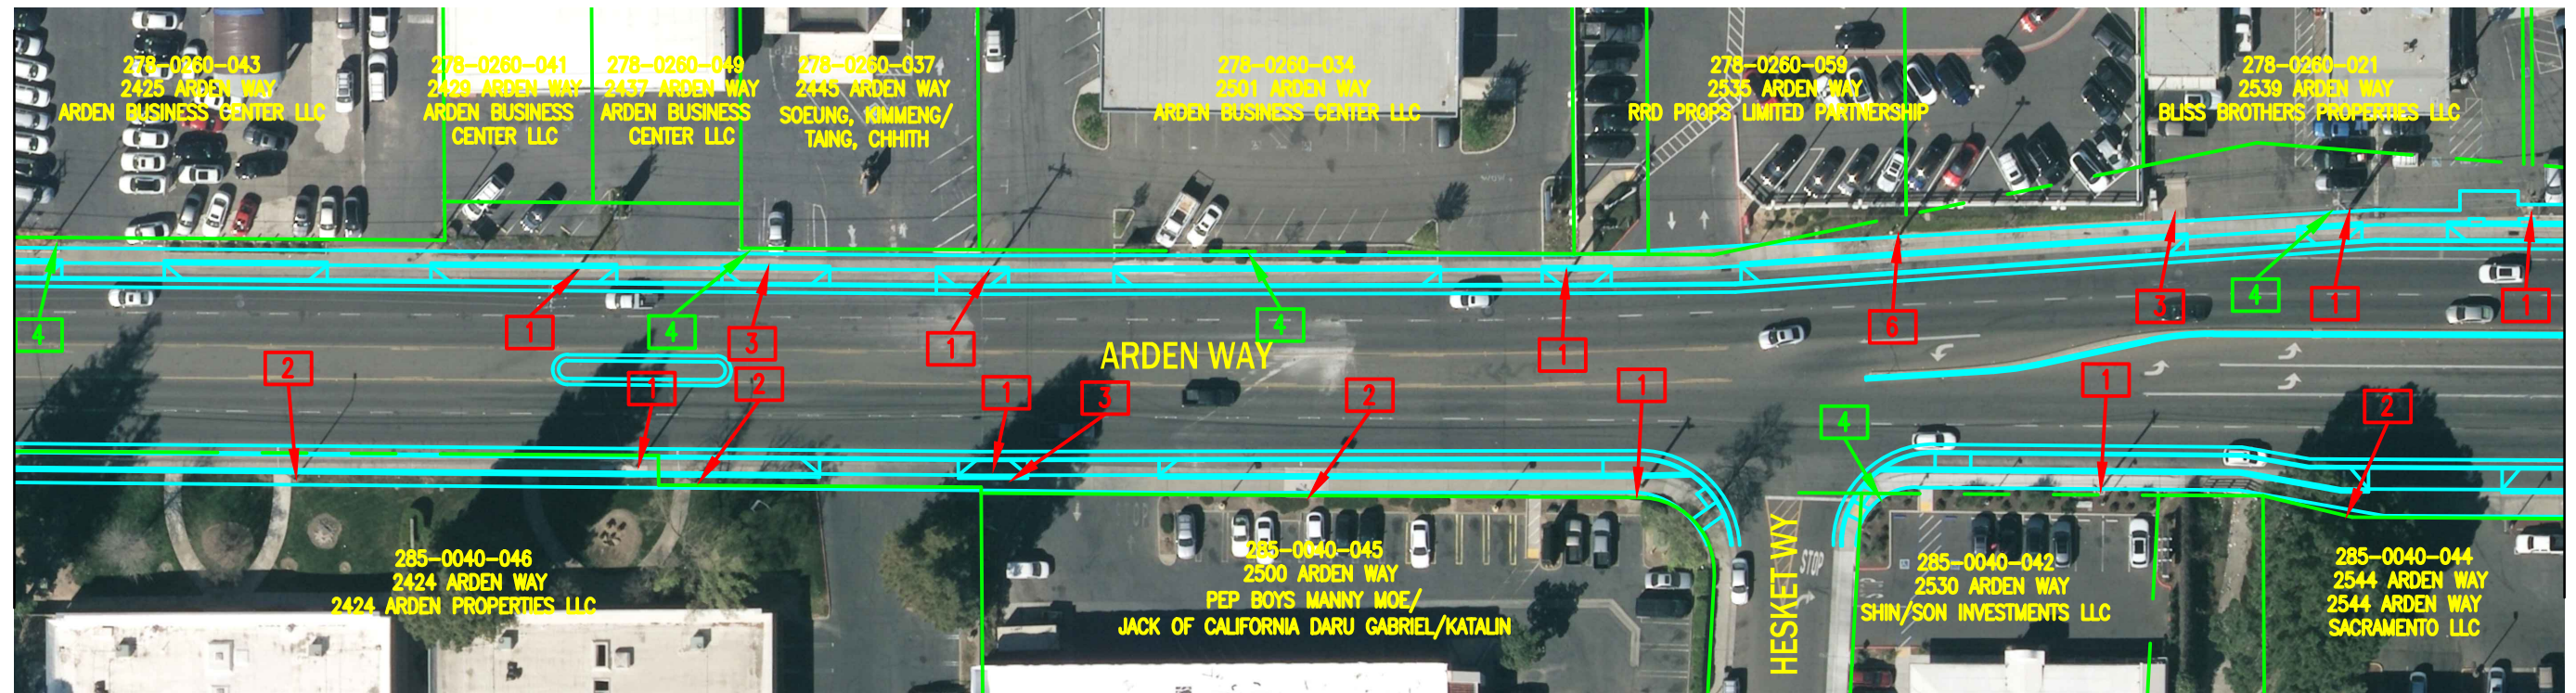 278-0260-043
2425 ARDEN WAY
ARDEN BUSINESS CENTER LLC
278-0260-041
2429 ARDEN WAY
ARDEN BUSINESS
CENTER LLC
278-0260-049
2437 ARDEN WAY
ARDEN BUSINESS
CENTER LLC
278-0260-037
2445 ARDEN WAY
SOEUNG, KIMMENG/
TAING, CHHITH
278-0260-034
2501 ARDEN WAY
ARDEN BUSINESS CENTER LLC
278-0260-059
2535 ARDEN WAY
RRD PROPS LIMITED PARTNERSHIP
278-0260-021
2539 ARDEN WAY
BLISS BROTHERS PROPERTIES LLC
4
1
4
3
1
4
1
6
3
4
1
1
ARDEN WAY
2
1
2
1
3
2
1
4
1
2
285-0040-046
2424 ARDEN WAY
2424 ARDEN PROPERTIES LLC
285-0040-045
2500 ARDEN WAY
PEP BOYS MANNY MOE/
JACK OF CALIFORNIA DARU GABRIEL/KATALIN
HESKET WY
STOP
285-0040-042
2530 ARDEN WAY
SHIN/SON INVESTMENTS LLC
285-0040-044
2544 ARDEN WAY
2544 ARDEN WAY
SACRAMENTO LLC